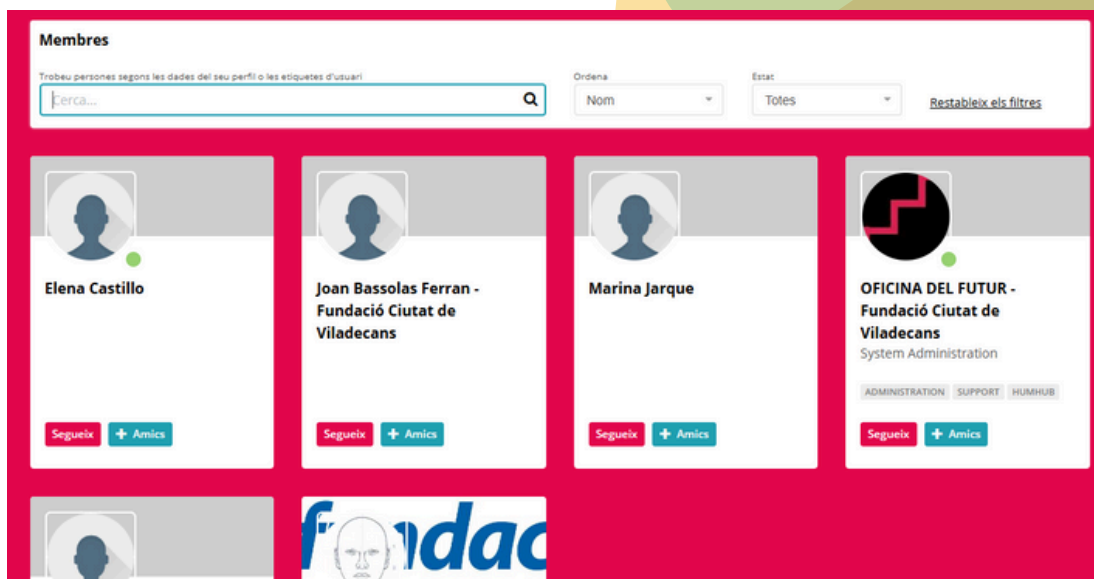 Membres
Trobeu persones segons les dades del seu perfil o les etiquetes d'usuari
Ordena
Estat
Cerca...
Nom
Totes
Restableix els filtres
Elena Castillo
Segueix
+ Amics
Joan Bassolas Ferran -
Fundació Ciutat de
Viladecans
Segueix
+ Amics
Marina Jarque
Segueix
+ Amics
OFICINA DEL FUTUR -
Fundació Ciutat de
Viladecans
System Administration
ADMINISTRATION SUPPORT HUMHUB
Segueix
+ Amics
fundac